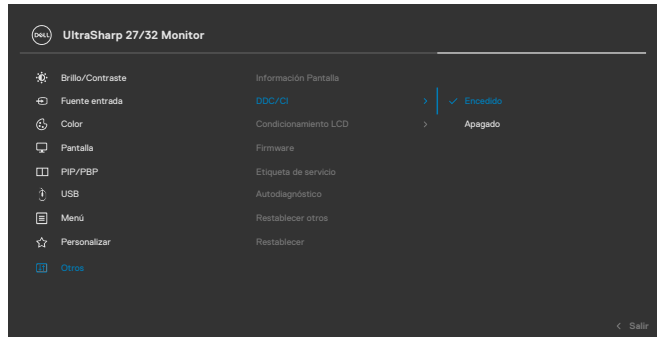 DELL UltraSharp 27/32 Monitor
Brillo/Contraste Información Pantalla
Fuente entrada DDC/CI Encedido
Color Condicionamiento LCD Apagado
Pantalla Firmware
PIP/PBP Etiqueta de servicio
USB Autodiagnóstico
Menú Restablecer otros
Personalizar Restablecer
Otros
Salir